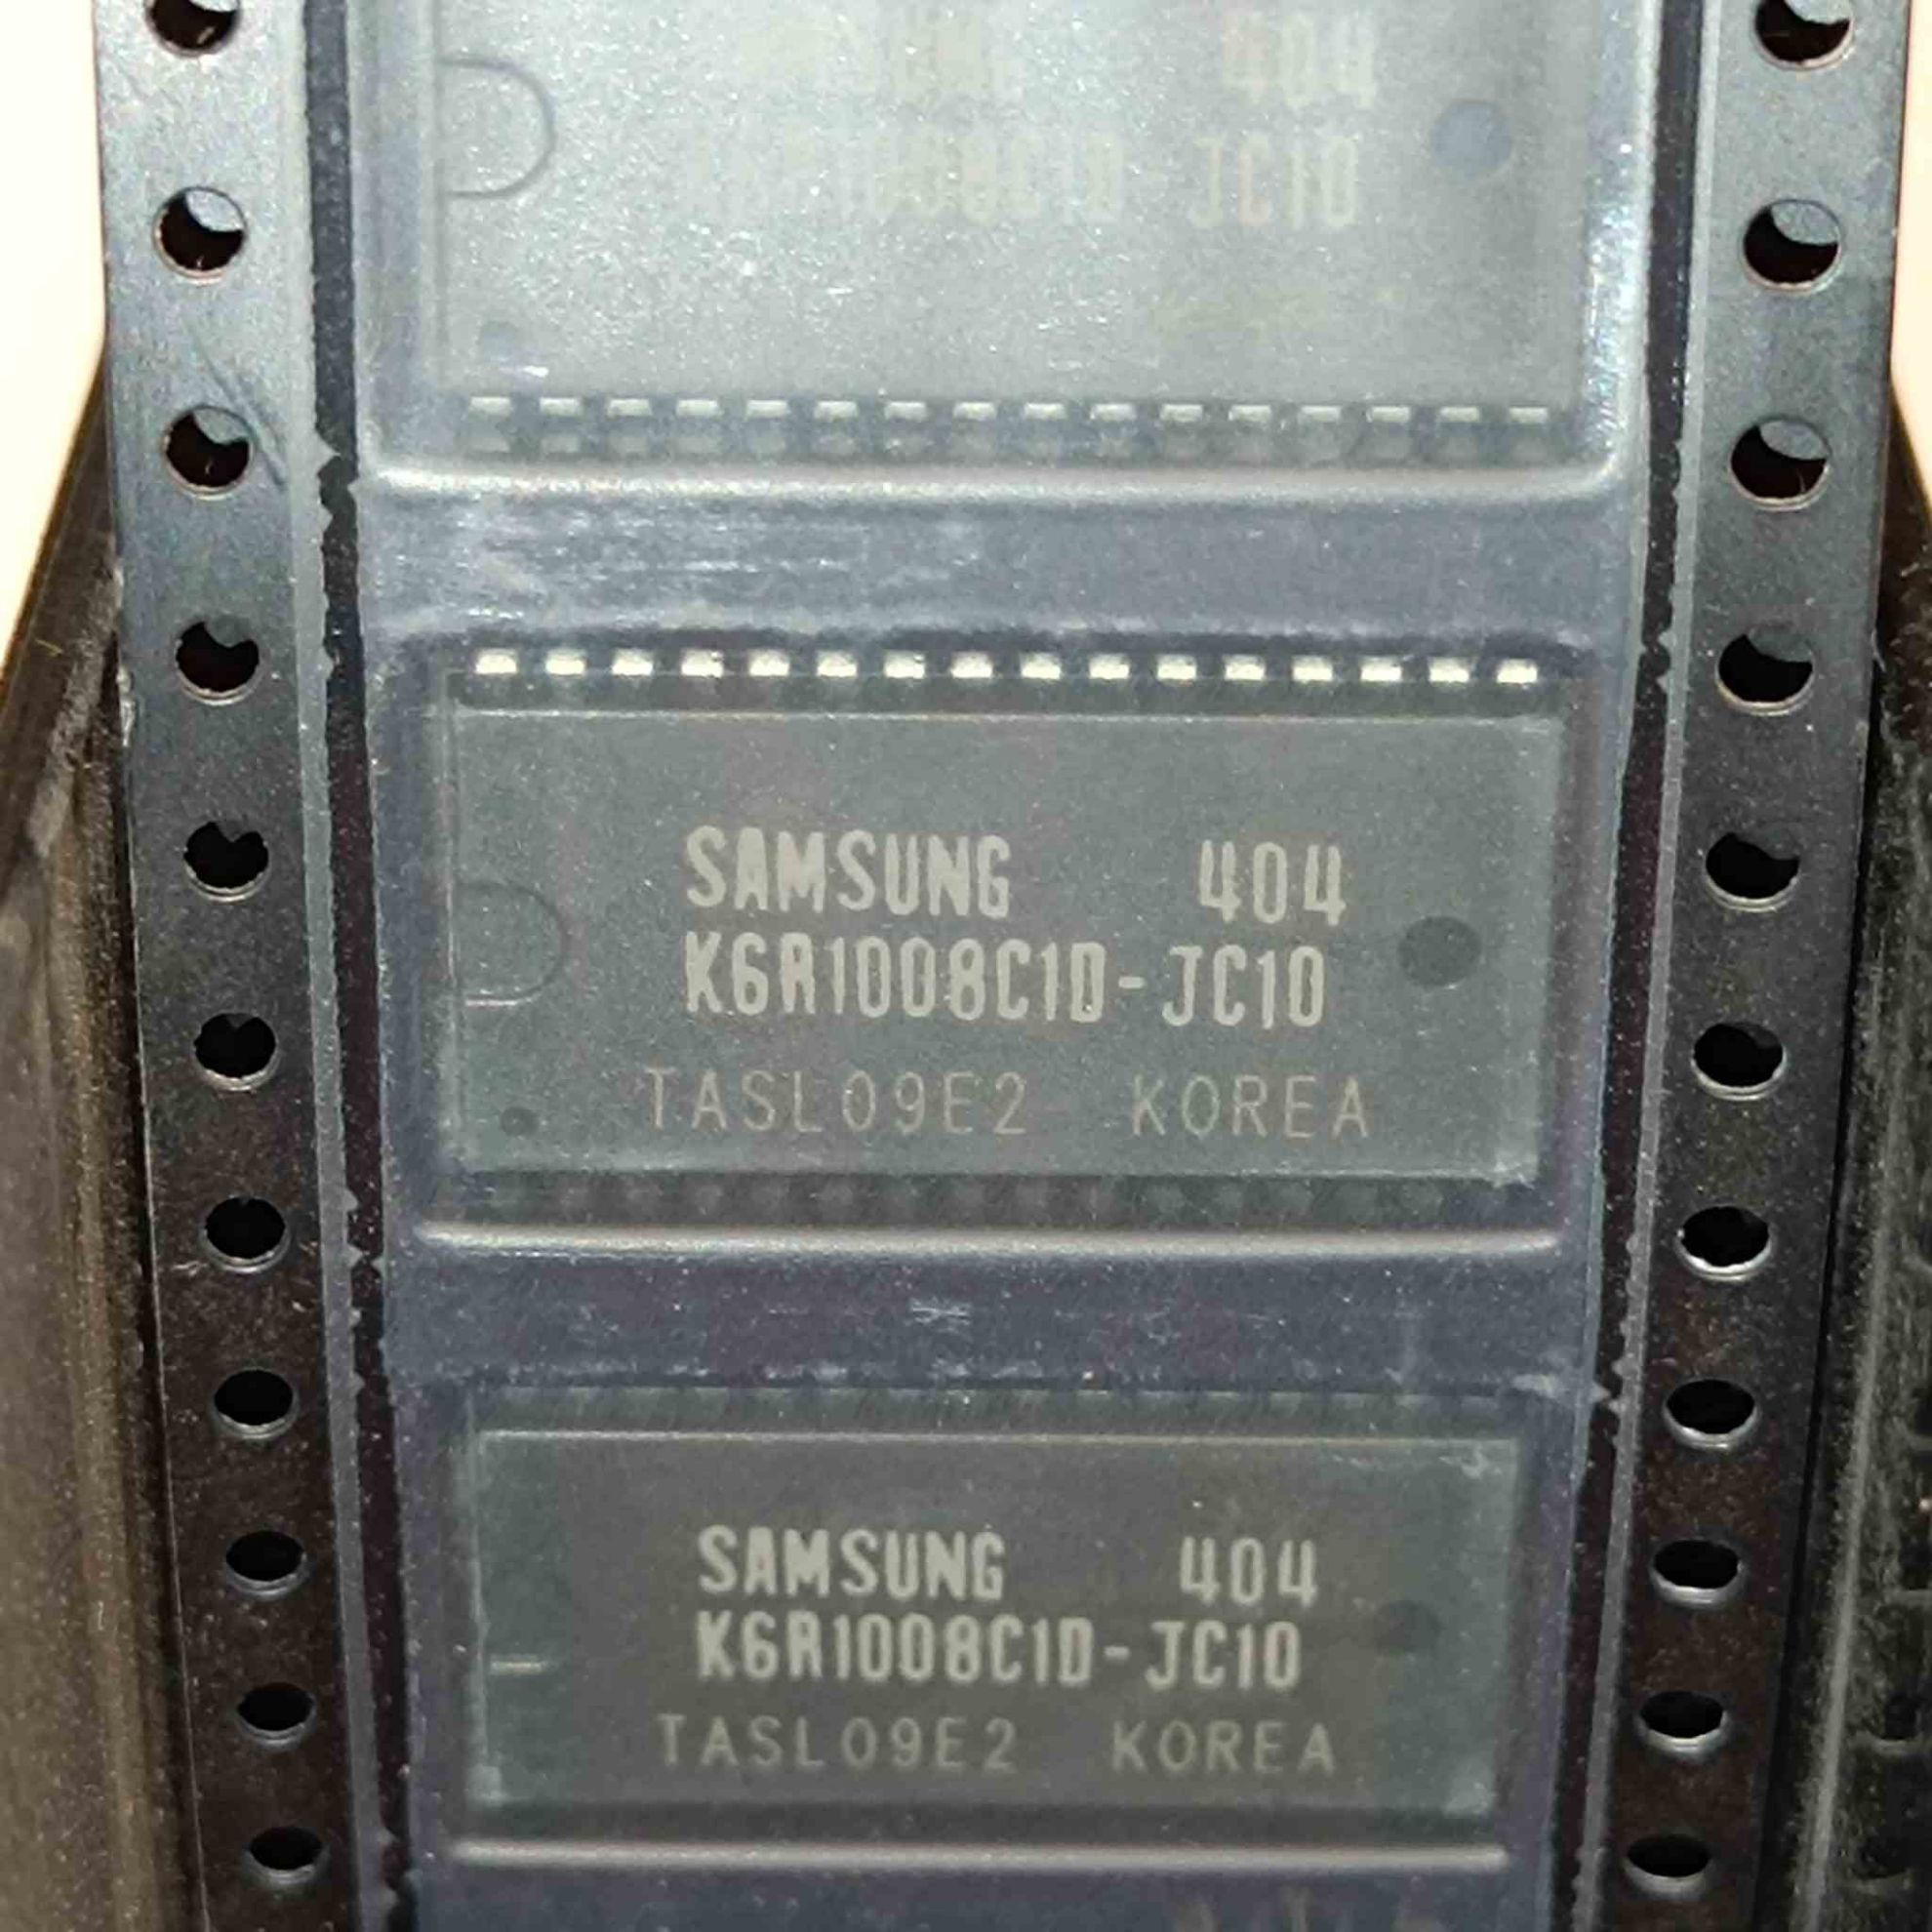 404
JC10
SAMSUNG 404
K6R1008C1D-JC10
TASL09E2 KOREA
SAMSUNG 404
K6R1008C1D-JC10
TASL09E2 KOREA